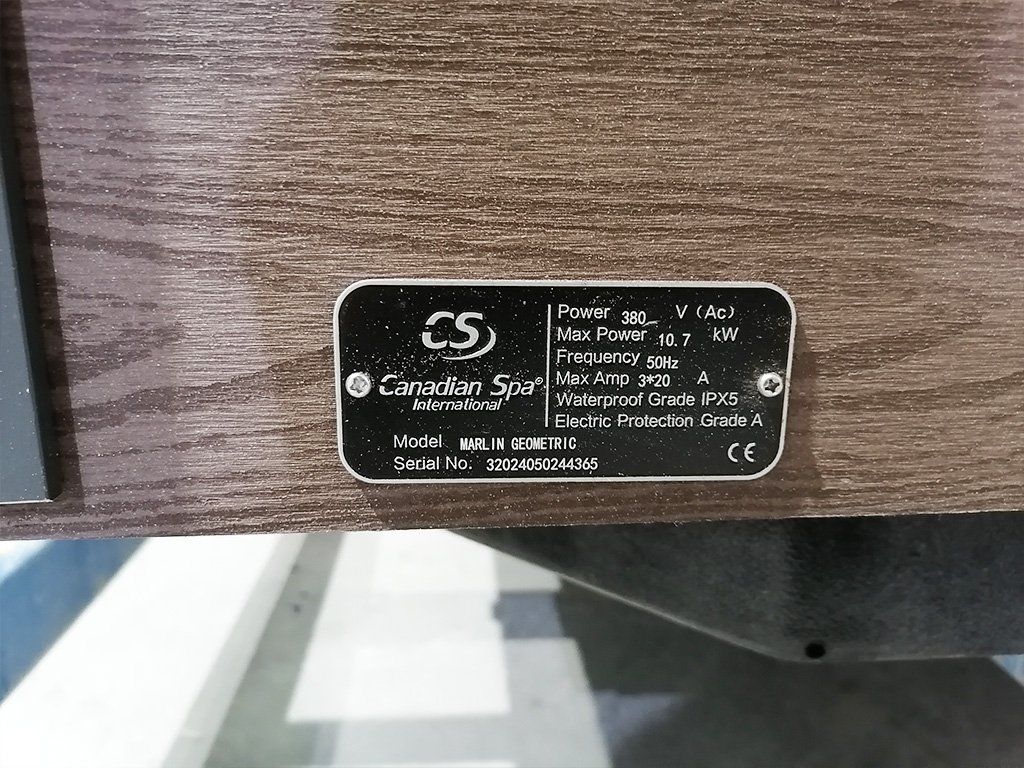 CS
Canadian Spa®
International
Power 380 V (Ac)
Max Power 10.7 kW
Frequency 50Hz
Max Amp 3*20 A
Waterproof Grade IPX5
Electric Protection Grade A
Model MARLIN GEOMETRIC
Serial No. 32024050244365
CE